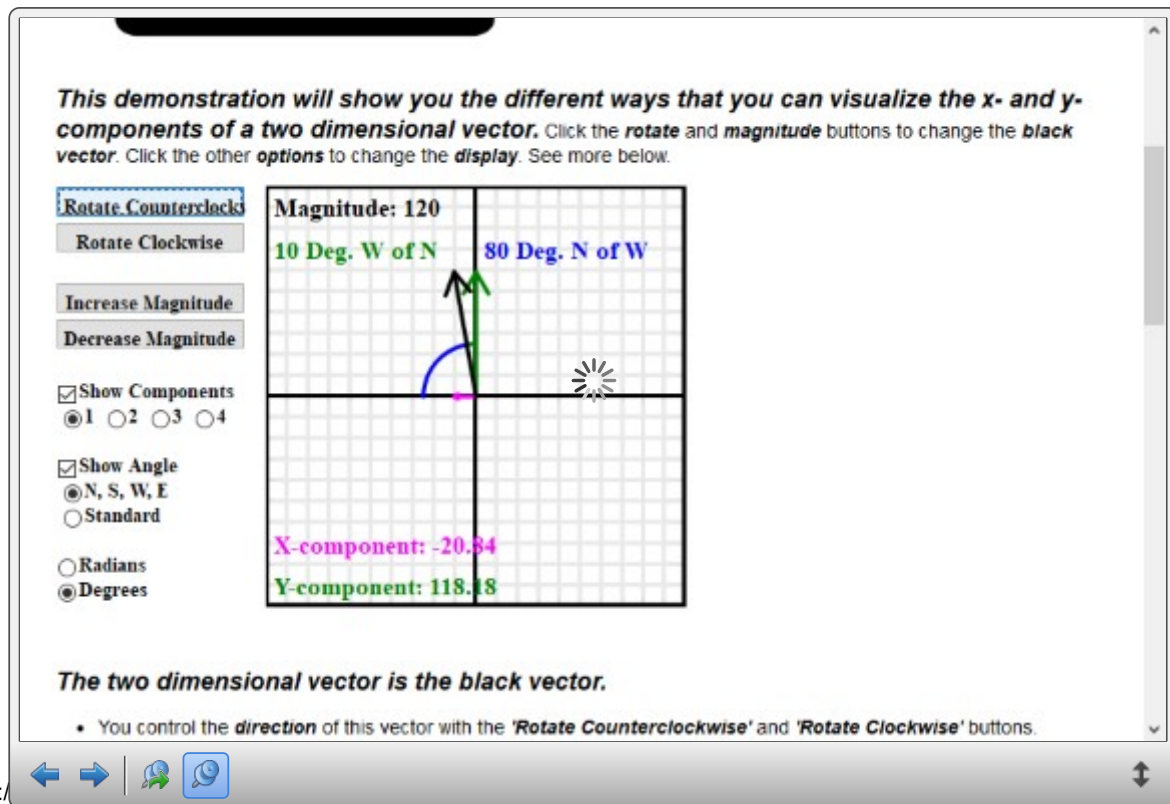 This demonstration will show you the different ways that you can visualize the x- and y-
components of a two dimensional vector. Click the rotate and magnitude buttons to change the black
vector. Click the other options to change the display. See more below.
Rotate Counterclocks
Rotate Clockwise
Increase Magnitude
Decrease Magnitude
Show Components
1 2 3 4
Show Angle
N, S, W, E
Standard
Radians
Degrees
Magnitude: 120
10 Deg. W of N
80 Deg. N of W
X-component: -20.84
Y-component: 118.18
The two dimensional vector is the black vector.
• You control the direction of this vector with the 'Rotate Counterclockwise' and 'Rotate Clockwise' buttons.